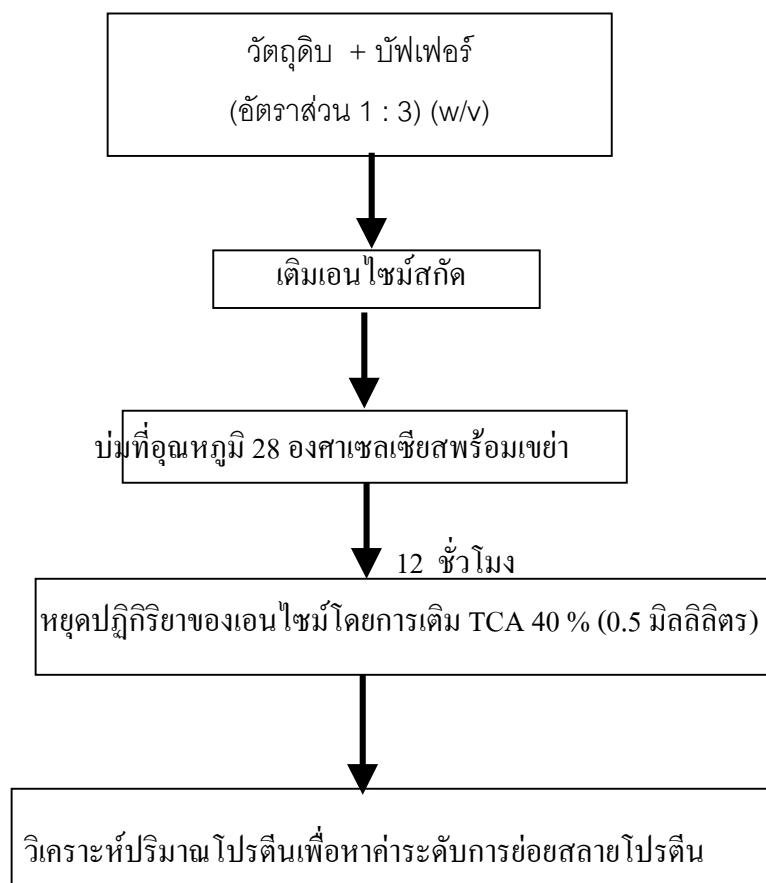 วัตถุดิบ + บัฟเฟอร์
(อัตราส่วน 1 : 3) (w/v)
เติมเอนไซม์สกัด
บ่มที่อุณหภูมิ 28 องศาเซลเซียสพร้อมเขย่า
12 ชั่วโมง
หยุดปฏิกิริยาของเอนไซม์โดยการเติม TCA 40 % (0.5 มิลลิลิตร)
วิเคราะห์ปริมาณโปรตีนเพื่อหาค่าระดับการย่อยสลายโปรตีน